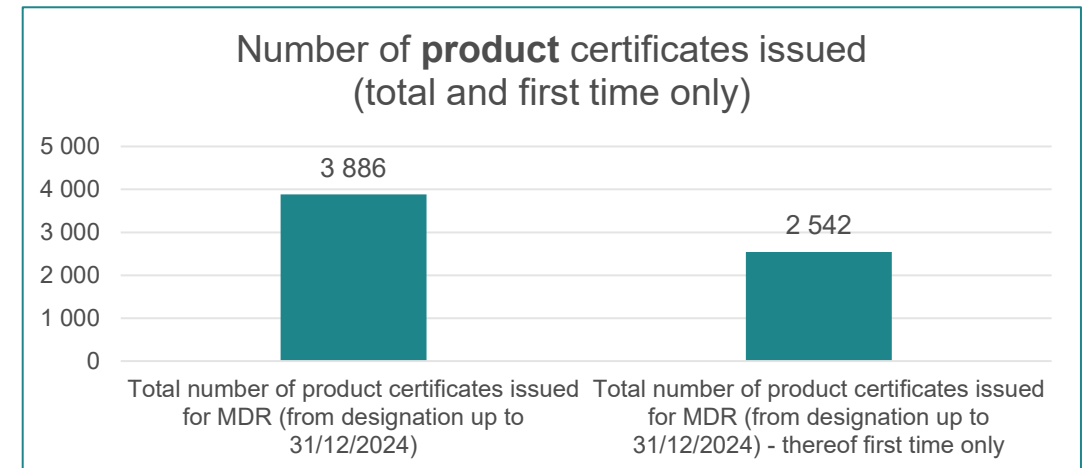 Number of product certificates issued
(total and first time only)
5 000
4 000
3 000
2 000
1 000
0
3 886
2 542
Total number of product certificates issued
for MDR (from designation up to
31/12/2024)
Total number of product certificates issued
for MDR (from designation up to
31/12/2024) - thereof first time only